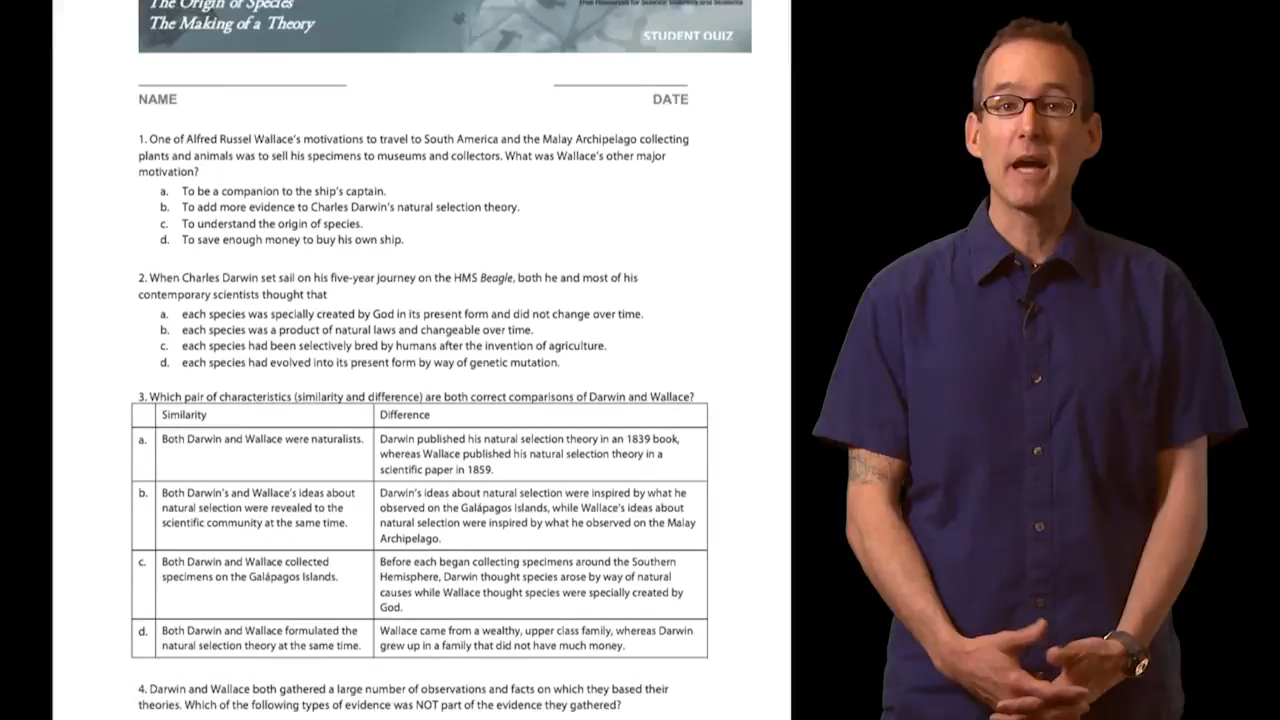 The Origin of Species
The Making of a Theory
Free Resources for Science Teachers and Students
STUDENT QUIZ
NAME
DATE
1. One of Alfred Russel Wallace's motivations to travel to South America and the Malay Archipelago collecting
plants and animals was to sell his specimens to museums and collectors. What was Wallace's other major
motivation?
a. To be a companion to the ship's captain.
b. To add more evidence to Charles Darwin's natural selection theory.
c. To understand the origin of species.
d. To save enough money to buy his own ship.
2. When Charles Darwin set sail on his five-year journey on the HMS Beagle, both he and most of his
contemporary scientists thought that
a. each species was specially created by God in its present form and did not change over time.
b. each species was a product of natural laws and changeable over time.
c. each species had been selectively bred by humans after the invention of agriculture.
d. each species had evolved into its present form by way of genetic mutation.
3. Which pair of characteristics (similarity and difference) are both correct comparisons of Darwin and Wallace?
Similarity
Difference
a.
Both Darwin and Wallace were naturalists.
Darwin published his natural selection theory in an 1839 book,
whereas Wallace published his natural selection theory in a
scientific paper in 1859.
b.
Both Darwin's and Wallace's ideas about
natural selection were revealed to the
scientific community at the same time.
Darwin's ideas about natural selection were inspired by what he
observed on the Galápagos Islands, while Wallace's ideas about
natural selection were inspired by what he observed on the Malay
Archipelago.
c.
Both Darwin and Wallace collected
specimens on the Galápagos Islands.
Before each began collecting specimens around the Southern
Hemisphere, Darwin thought species arose by way of natural
causes while Wallace thought species were specially created by
God.
d.
Both Darwin and Wallace formulated the
natural selection theory at the same time.
Wallace came from a wealthy, upper class family, whereas Darwin
grew up in a family that did not have much money.
4. Darwin and Wallace both gathered a large number of observations and facts on which they based their
theories. Which of the following types of evidence was NOT part of the evidence they gathered?